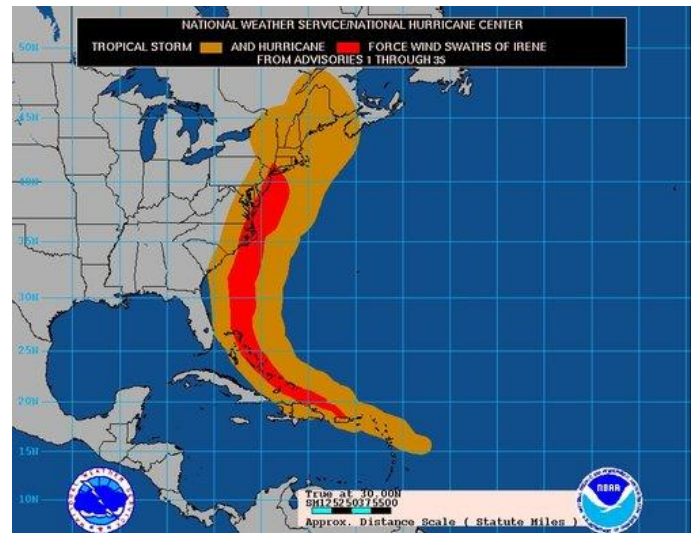 NATIONAL WEATHER SERVICE/NATIONAL HURRICANE CENTER
TROPICAL STORM AND HURRICANE FORCE WIND SWATHS OF IRENE
FROM ADVISORIES 1 THROUGH 35
50N
45N
40N
35N
30N
25N
20N
15N
10N
True at 30.00N
SM125250375500
Approx. Distance Scale ( Statute Miles )
NOAA